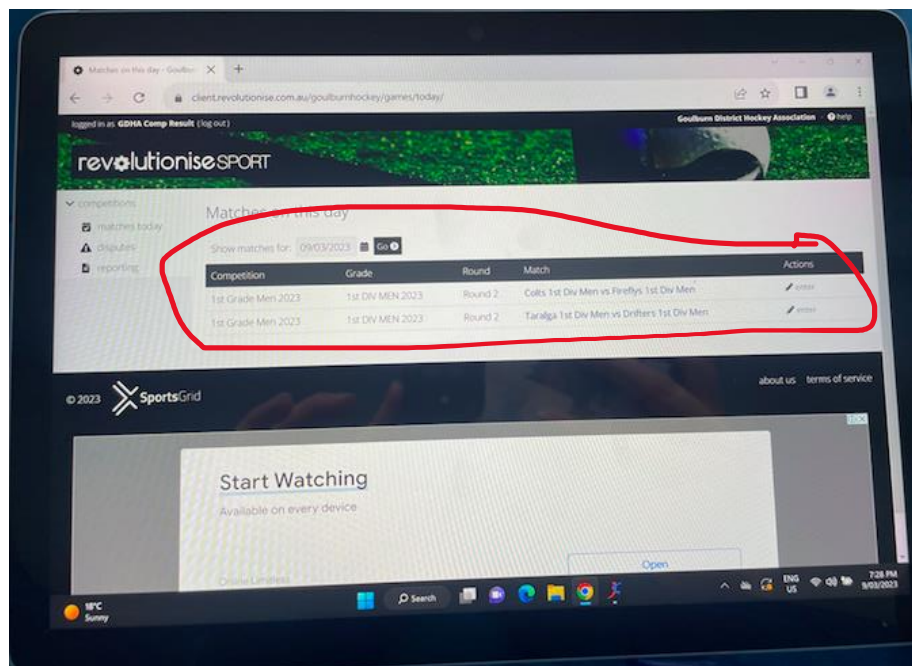 Matches on this day - Goulbur
client.revolutionise.com.au/goulburnhockey/games/today/
logged in as GDHA Comp Result (log out)
Goulburn District Hockey Association
help
revolutioniseSPORT
competitions
matches today
disputes
reporting
Matches on this day
Show matches for: 09/03/2023 Go
Competition Grade Round Match Actions
1st Grade Men 2023 1st DIV MEN 2023 Round 2 Colts 1st Div Men vs Fireflys 1st Div Men enter
1st Grade Men 2023 1st DIV MEN 2023 Round 2 Taralga 1st Div Men vs Drifters 1st Div Men enter
© 2023 SportsGrid
about us terms of service
Start Watching
Available on every device
Open
18°C
Sunny
Search
ENG
US
7:28 PM
9/03/2023